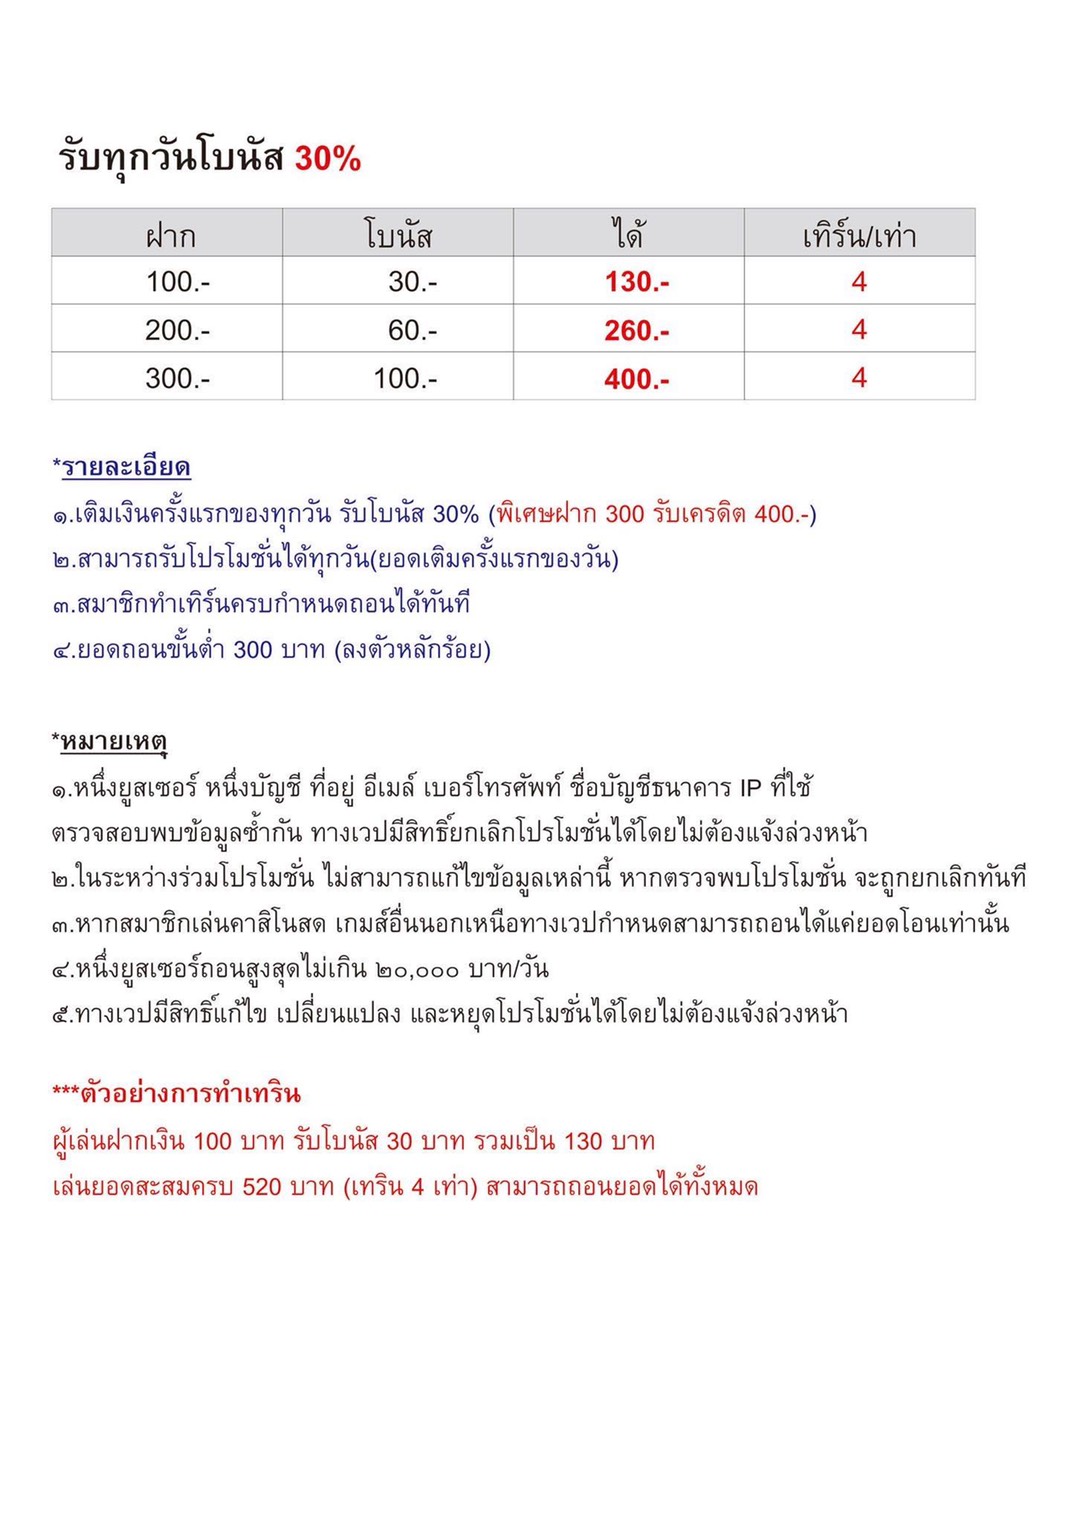 รับทุกวันโบนัส 30%
ฝาก โบนัส ได้ เทิร์น/เท่า
100.- 30.- 130.- 4
200.- 60.- 260.- 4
300.- 100.- 400.- 4
*รายละเอียด
๑.เติมเงินครั้งแรกของทุกวัน รับโบนัส 30% (พิเศษฝาก 300 รับเครดิต 400.-)
๒.สามารถรับโปรโมชั่นได้ทุกวัน(ยอดเติมครั้งแรกของวัน)
๓.สมาชิกทำเทิร์นครบกำหนดถอนได้ทันที
๔.ยอดถอนขั้นต่ำ 300 บาท (ลงตัวหลักร้อย)
*หมายเหตุ
๑.หนึ่งยูสเซอร์ หนึ่งบัญชี ที่อยู่ อีเมล์ เบอร์โทรศัพท์ ชื่อบัญชีธนาคาร IP ที่ใช้
ตรวจสอบพบข้อมูลซ้ำกัน ทางเวปมีสิทธิ์ยกเลิกโปรโมชั่นได้โดยไม่ต้องแจ้งล่วงหน้า
๒.ในระหว่างร่วมโปรโมชั่น ไม่สามารถแก้ไขข้อมูลเหล่านี้ หากตรวจพบโปรโมชั่น จะถูกยกเลิกทันที
๓.หากสมาชิกเล่นคาสิโนสด เกมส์อื่นนอกเหนือทางเวปกำหนดสามารถถอนได้แค่ยอดโอนเท่านั้น
๔.หนึ่งยูสเซอร์ถอนสูงสุดไม่เกิน ๒๐,๐๐๐ บาท/วัน
๕.ทางเวปมีสิทธิ์แก้ไข เปลี่ยนแปลง และหยุดโปรโมชั่นได้โดยไม่ต้องแจ้งล่วงหน้า
***ตัวอย่างการทำเทริน
ผู้เล่นฝากเงิน 100 บาท รับโบนัส 30 บาท รวมเป็น 130 บาท
เล่นยอดสะสมครบ 520 บาท (เทริน 4 เท่า) สามารถถอนยอดได้ทั้งหมด